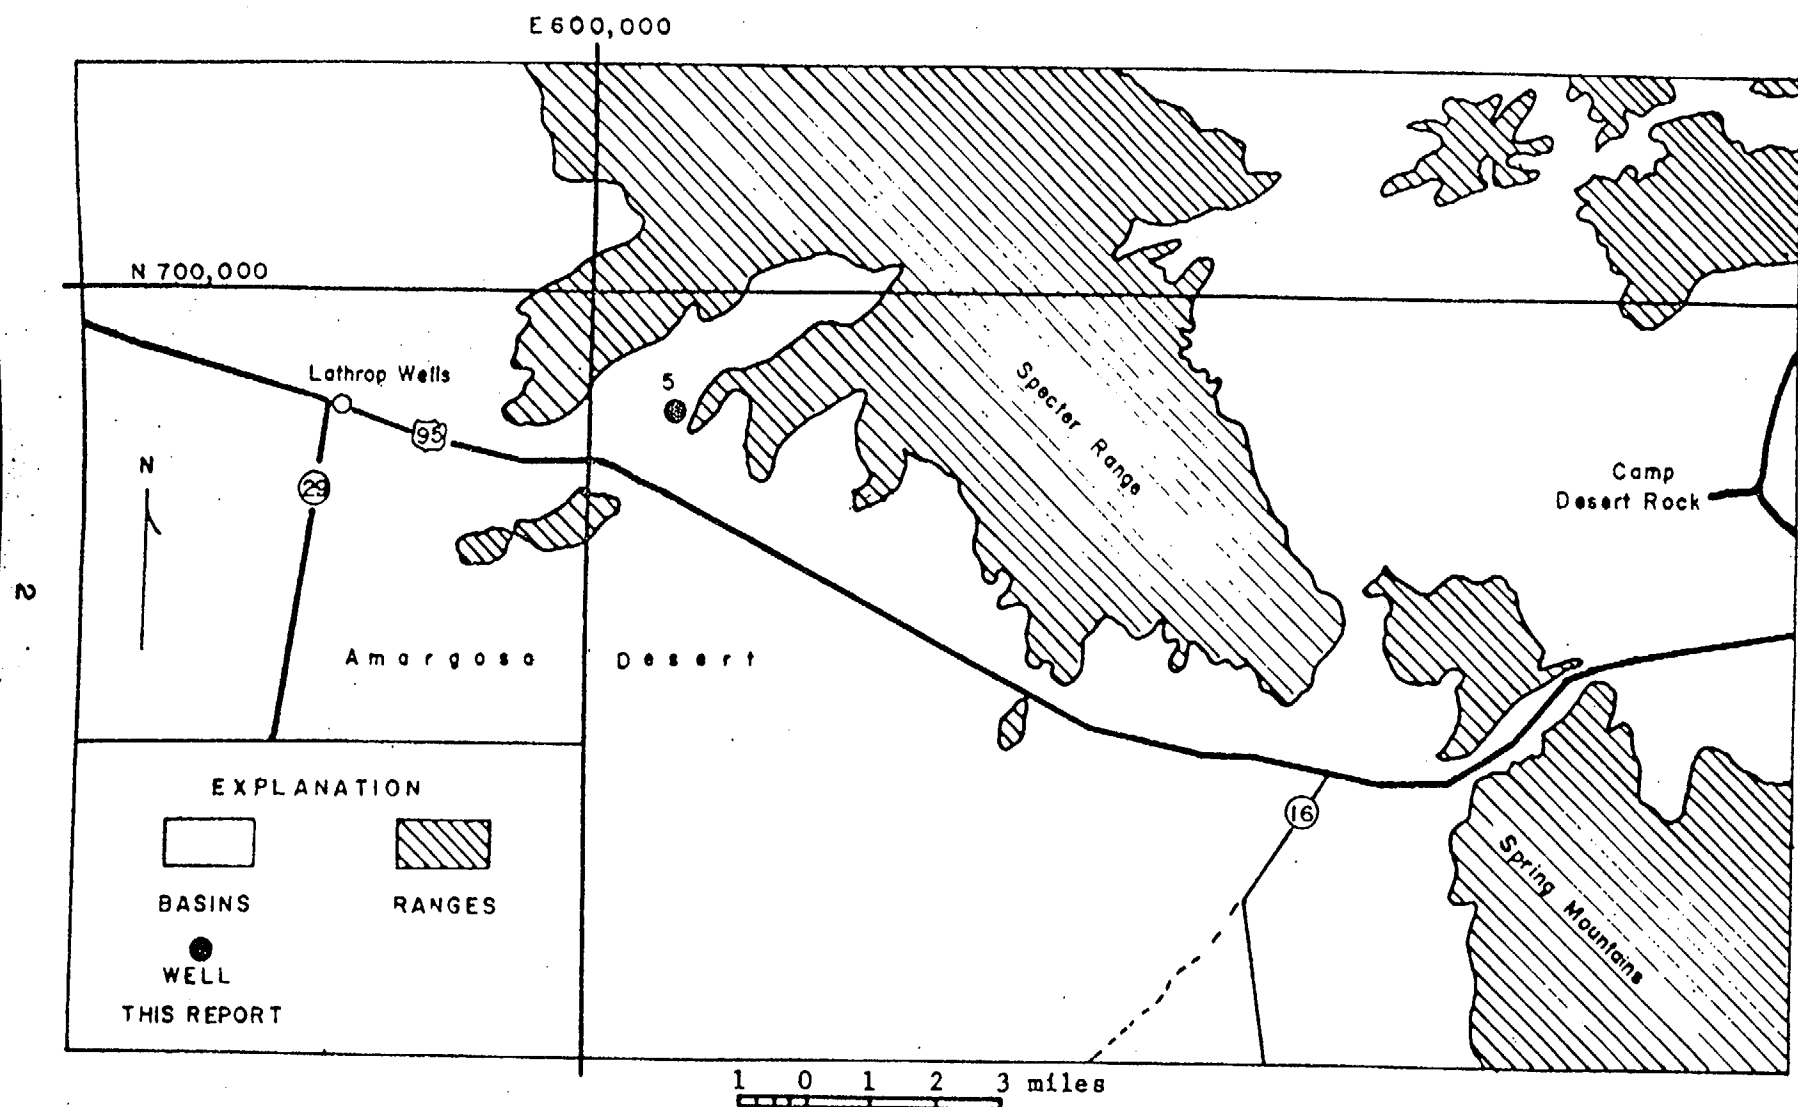 E 600,000
N 700,000
Lathrop Wells
5
95
29
N
Specter Range
Camp
Desert Rock
2
Amargosa Desert
EXPLANATION
BASINS RANGES
WELL
THIS REPORT
16
Spring Mountains
1 0 1 2 3 miles